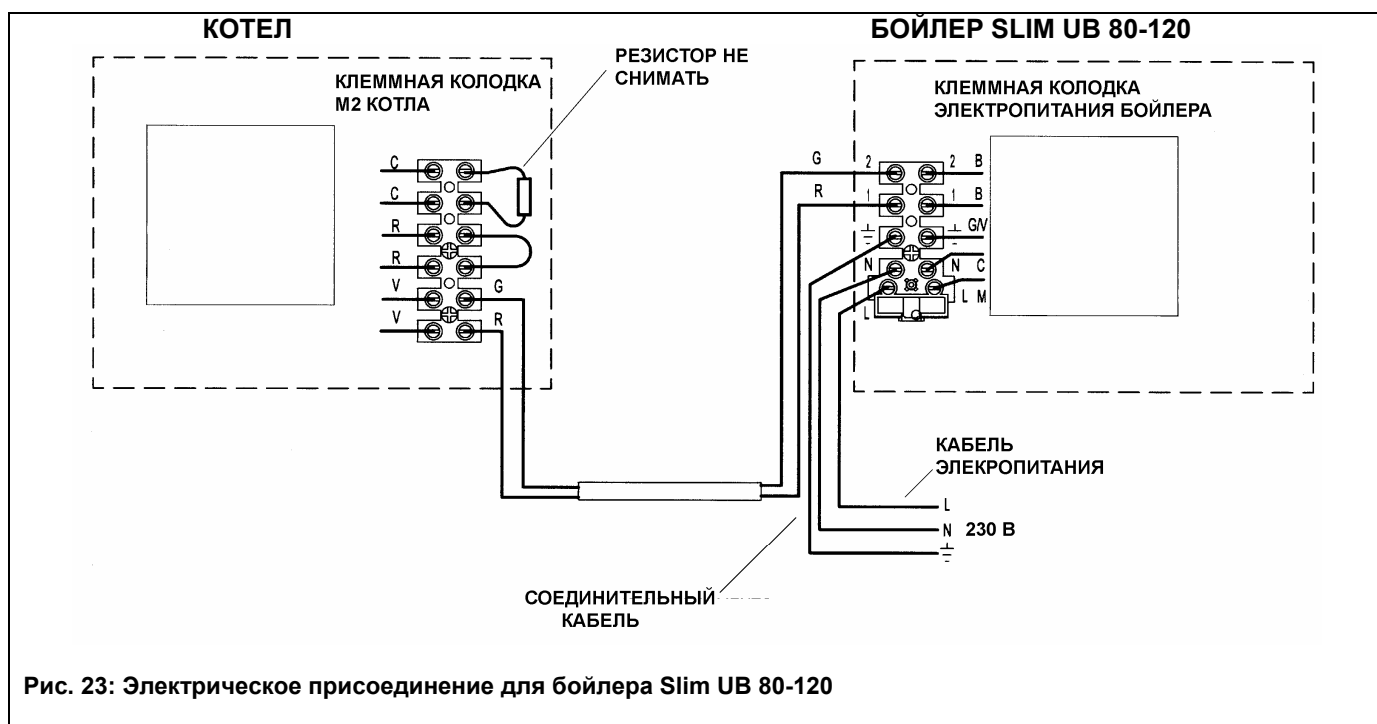 КОТЕЛ
БОЙЛЕР SLIM UB 80-120
РЕЗИСТОР НЕ
СНИМАТЬ
КЛЕММНАЯ КОЛОДКА
М2 КОТЛА
КЛЕММНАЯ КОЛОДКА
ЭЛЕКТРОПИТАНИЯ БОЙЛЕРА
C
C
R
R
V
G
V
R
G
2
2
B
R
1
1
B
G/V
N
N
C
L
L
M
КАБЕЛЬ
ЭЛЕКРОПИТАНИЯ
L
N 230 В
СОЕДИНИТЕЛЬНЫЙ
КАБЕЛЬ
Рис. 23: Электрическое присоединение для бойлера Slim UB 80-120